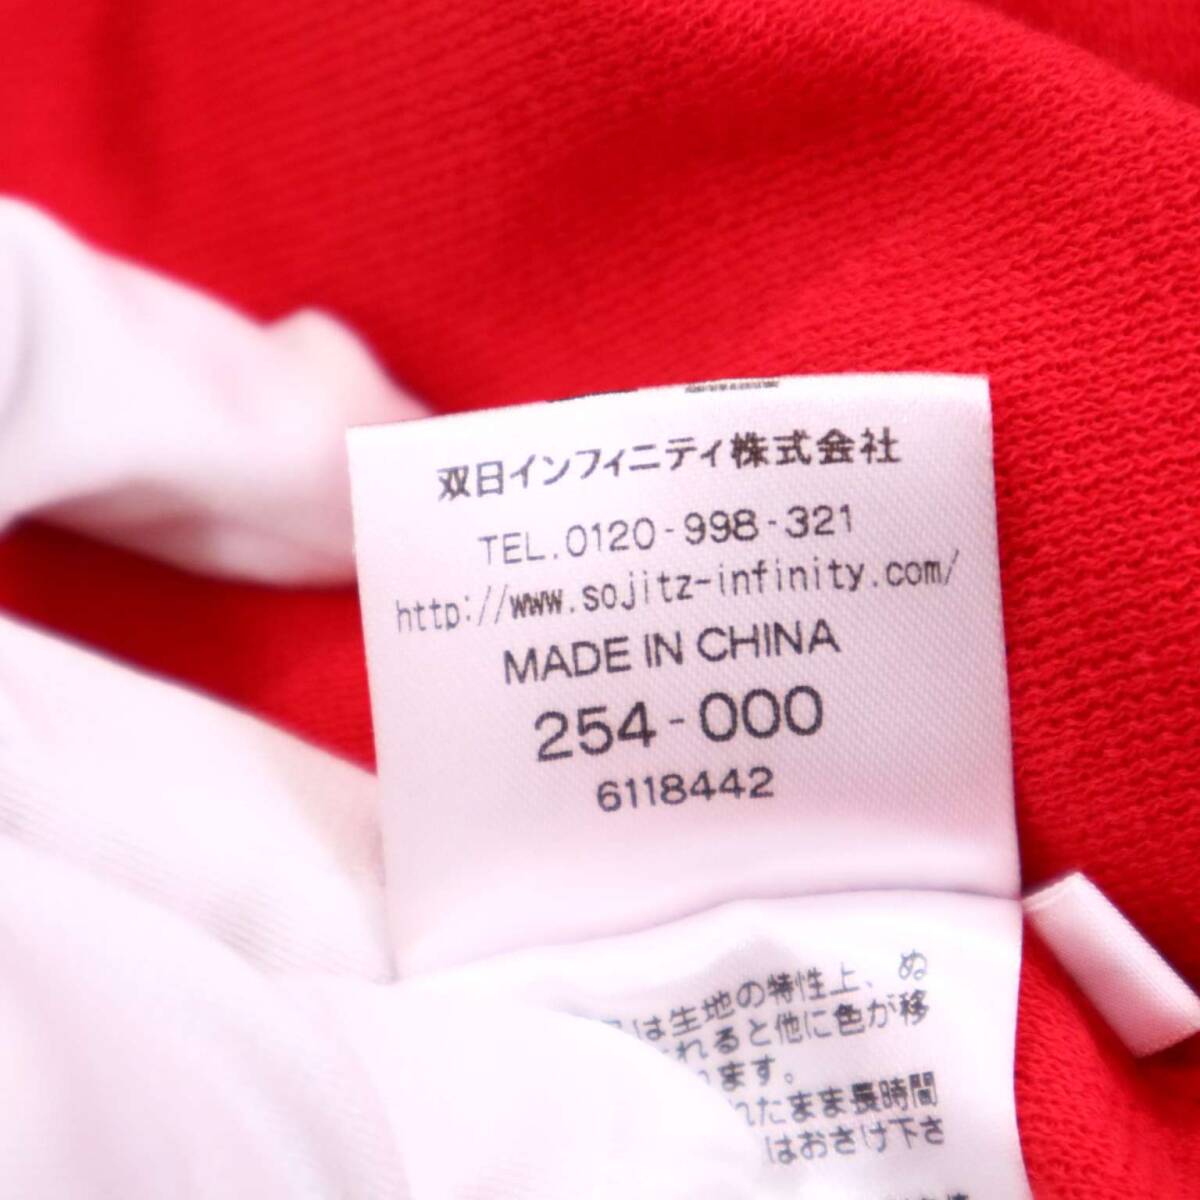 双日インフィニティ株式会社
TEL.0120-998-321
http://www.sojitz-infinity.com/
MADE IN CHINA
254-000
6118442
は生地の特性上、ぬ
れると他に色が移
ます。
れたまま長時間
はおさけ下さ